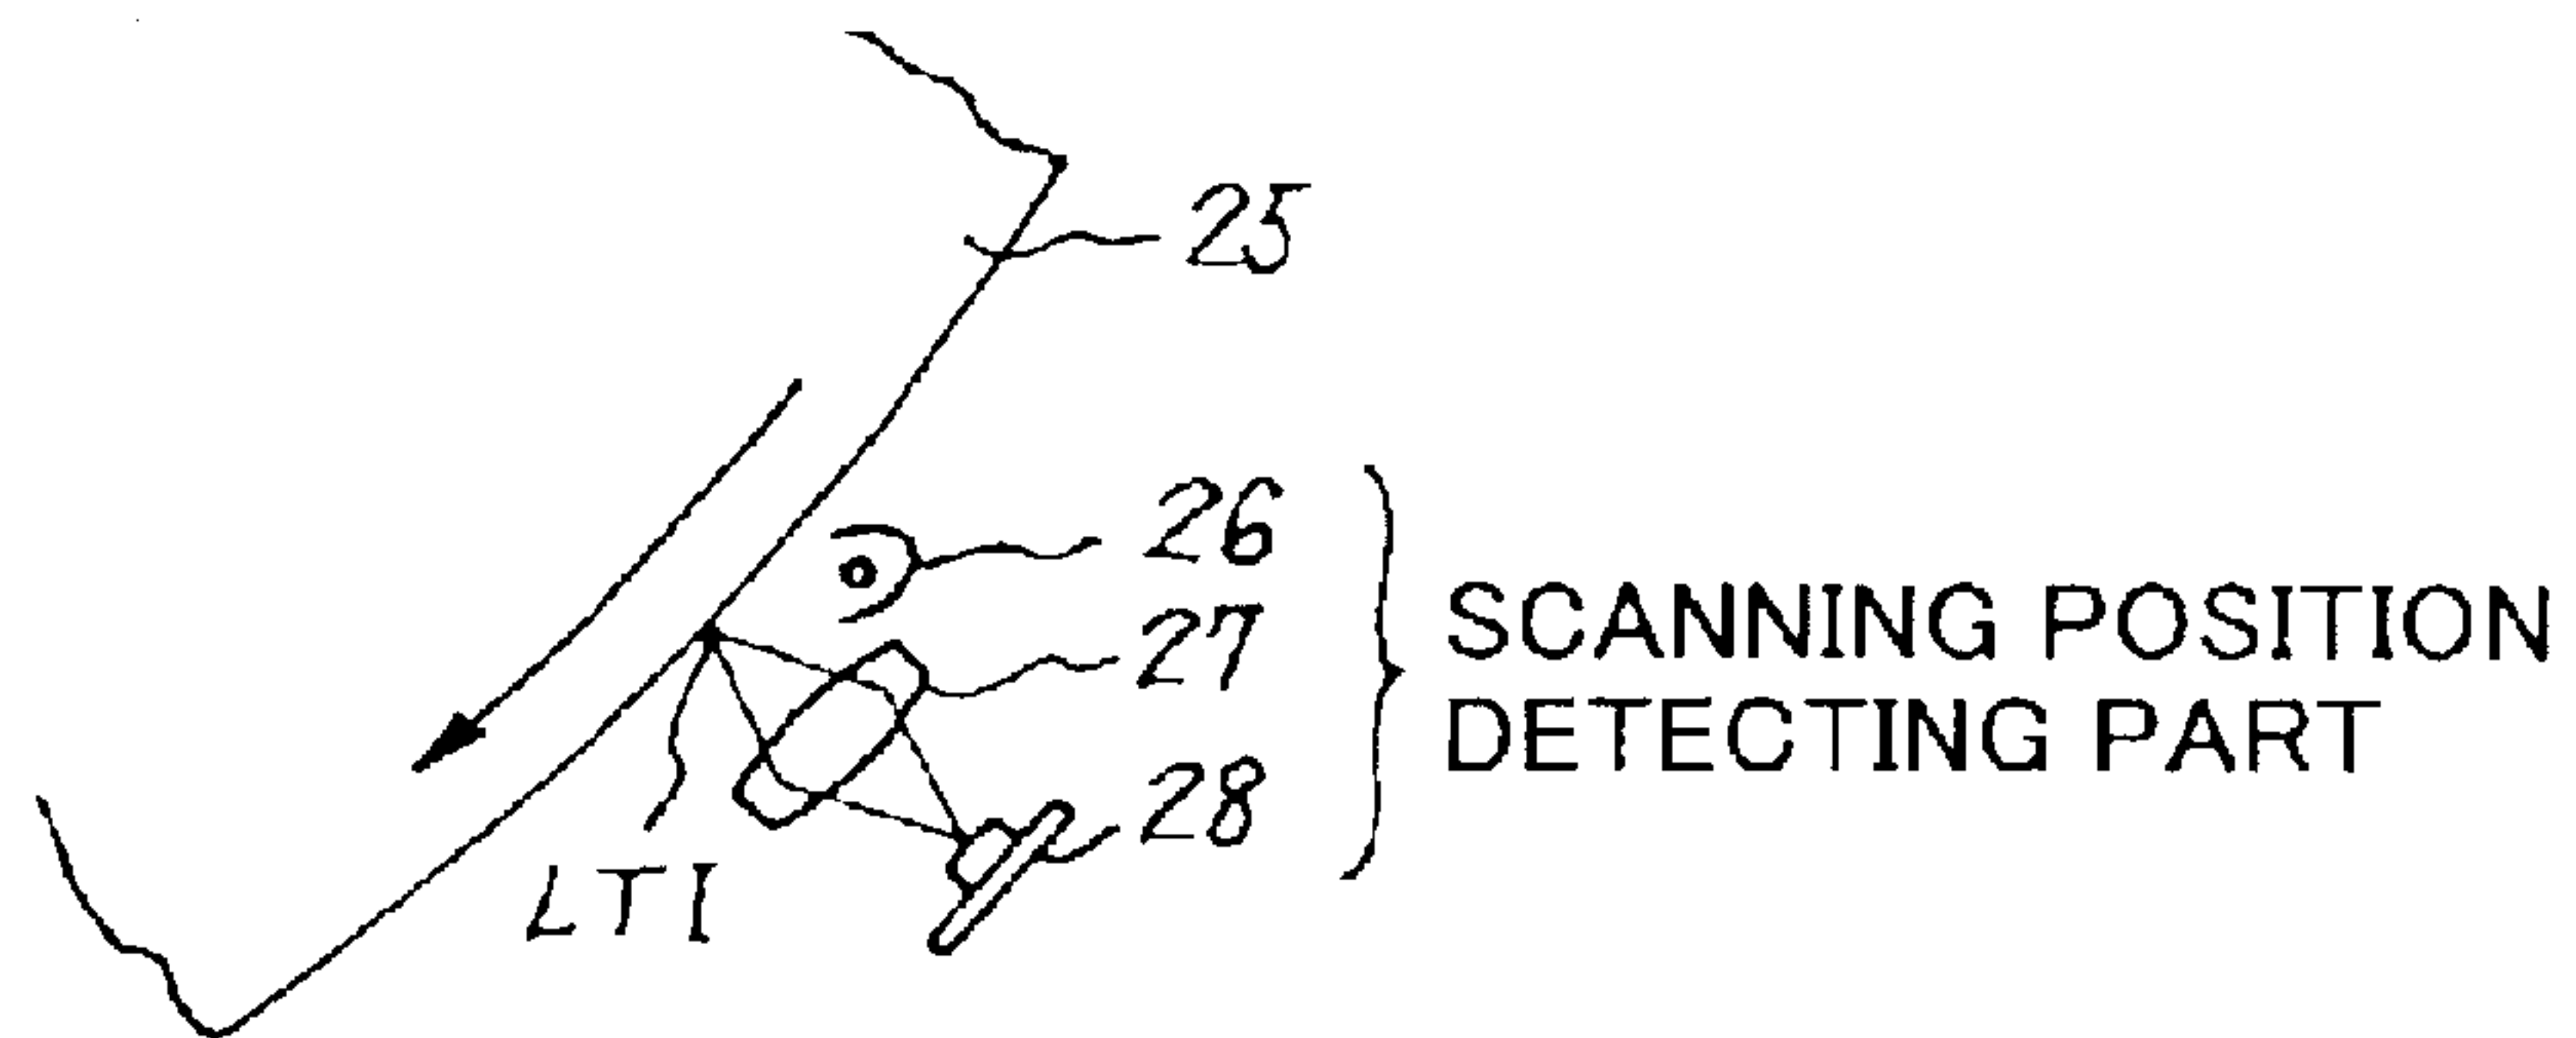 25
26
27
28
SCANNING POSITION
DETECTING PART
LTI